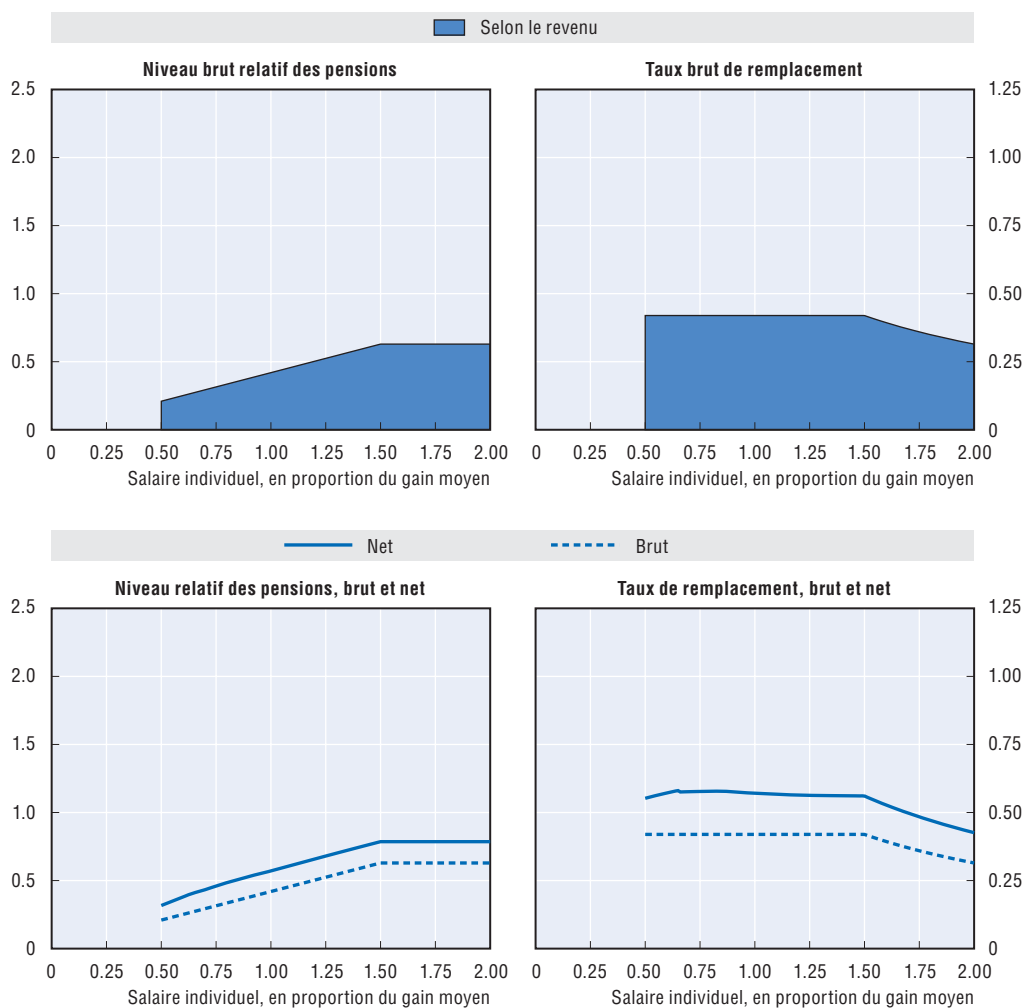 Selon le revenu
Niveau brut relatif des pensions
Taux brut de remplacement
2.5
2.0
1.5
1.0
0.5
0
1.25
1.00
0.75
0.50
0.25
0
0 0.25 0.50 0.75 1.00 1.25 1.50 1.75 2.00
0 0.25 0.50 0.75 1.00 1.25 1.50 1.75 2.00
Salaire individuel, en proportion du gain moyen
Salaire individuel, en proportion du gain moyen
Net
Brut
Niveau relatif des pensions, brut et net
Taux de remplacement, brut et net
2.5
2.0
1.5
1.0
0.5
0
1.25
1.00
0.75
0.50
0.25
0
0 0.25 0.50 0.75 1.00 1.25 1.50 1.75 2.00
0 0.25 0.50 0.75 1.00 1.25 1.50 1.75 2.00
Salaire individuel, en proportion du gain moyen
Salaire individuel, en proportion du gain moyen